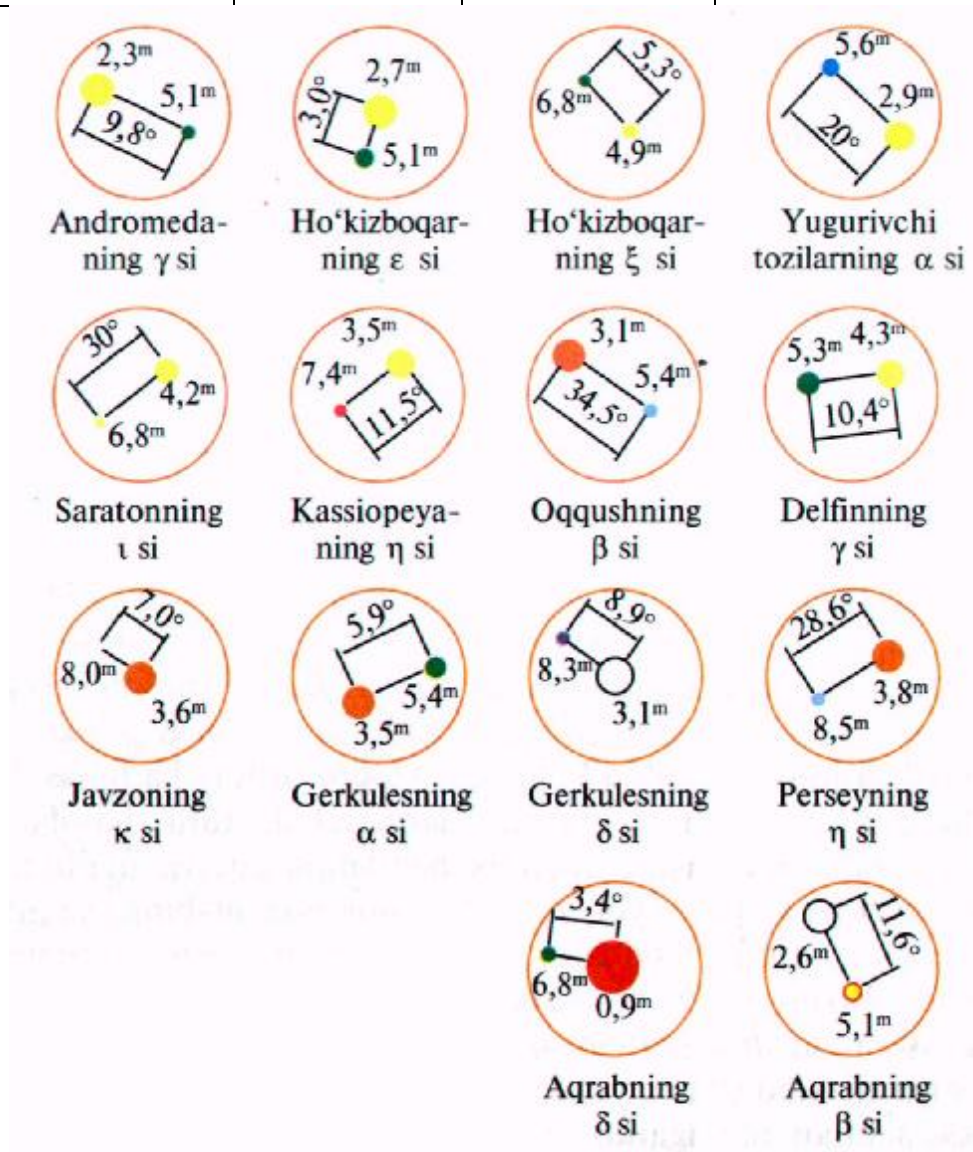 2,3ᵐ
5,1ᵐ
9,8°
Andromeda-
ning γ si
2,7ᵐ
3,0°
5,1ᵐ
Ho‘kizboqar-
ning ε si
5,3°
6,8ᵐ
4,9ᵐ
Ho‘kizboqar-
ning ξ si
5,6ᵐ
2,9ᵐ
20°
Yugurivchi
tozilarning α si
30°
4,2ᵐ
6,8ᵐ
Saratonning
ι si
3,5ᵐ
7,4ᵐ
11,5°
Kassiopeya-
ning η si
3,1ᵐ
5,4ᵐ
34,5°
Oqqushning
β si
5,3ᵐ 4,3ᵐ
10,4°
Delfinning
γ si
7,0°
8,0ᵐ
3,6ᵐ
Javzoning
κ si
5,9°
5,4ᵐ
3,5ᵐ
Gerkulesning
α si
8,9°
8,3ᵐ
3,1ᵐ
Gerkulesning
δ si
28,6°
3,8ᵐ
8,5ᵐ
Perseyning
η si
3,4°
6,8ᵐ
0,9ᵐ
Aqrabning
δ si
11,6°
2,6ᵐ
5,1ᵐ
Aqrabning
β si